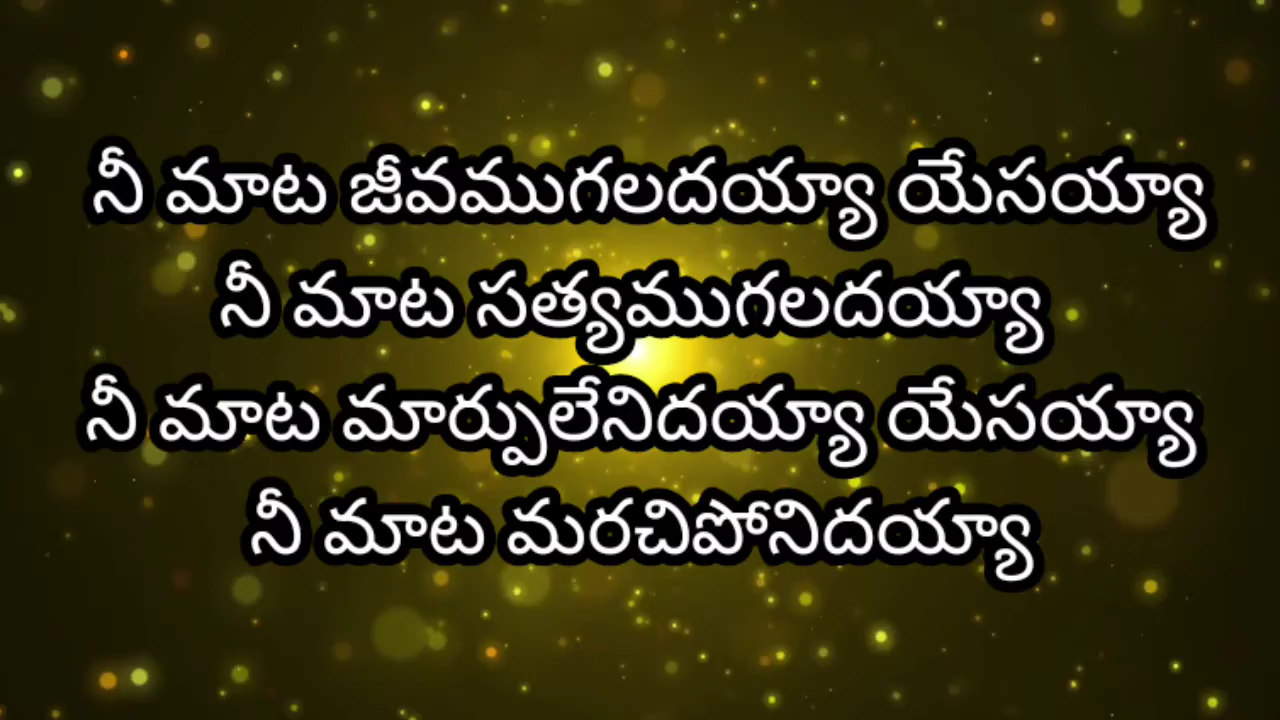 నీ మాట జీవముగలదయ్యా యేసయ్యా
నీ మాట సత్యముగలదయ్యా
నీ మాట మార్పులేనిదయ్యా యేసయ్యా
నీ మాట మరచిపోనిదయ్యా